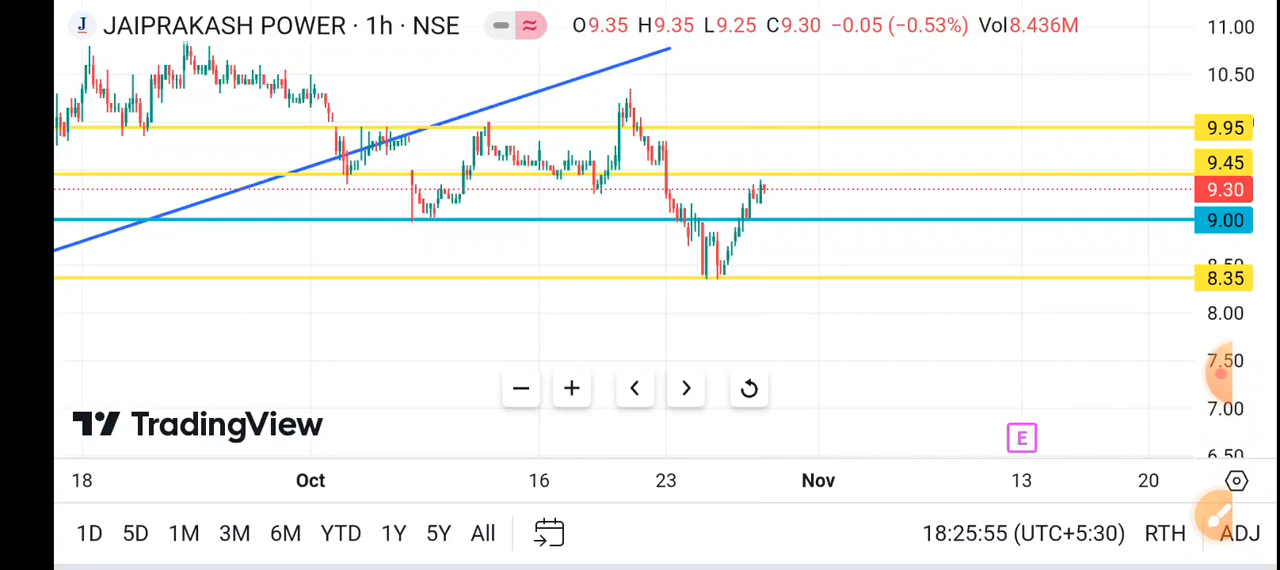 J JAIPRAKASH POWER · 1h · NSE O9.35 H9.35 L9.25 C9.30 −0.05 (−0.53%) Vol8.436M
11.00
10.50
9.95
9.45
9.30
9.00
8.50
8.35
8.00
7.50
7.00
6.50
TradingView
E
18 Oct 16 23 Nov 13 20
1D 5D 1M 3M 6M YTD 1Y 5Y All 18:25:55 (UTC+5:30) RTH ADJ